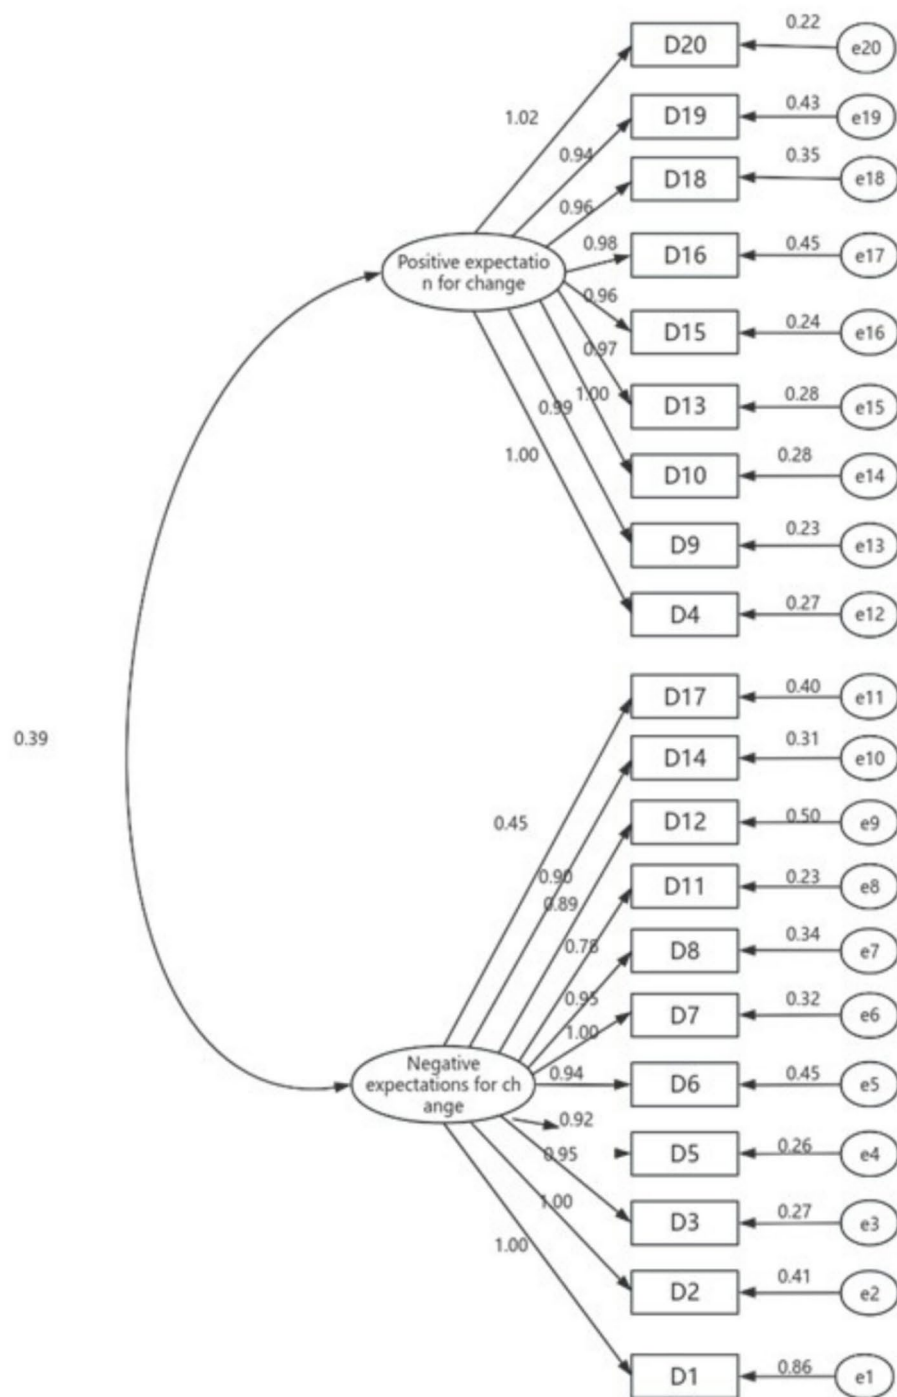 0.22
D20
e20
1.02
0.43
D19
e19
0.94
0.35
D18
e18
0.96
Positive expectatio
n for change
0.98
0.45
D16
e17
0.96
0.24
D15
e16
0.97
0.28
D13
e15
1.00
0.99
0.28
D10
e14
1.00
0.23
D9
e13
0.27
D4
e12
0.40
D17
e11
0.39
0.31
D14
e10
0.45
0.50
D12
e9
0.90
0.23
D11
e8
0.89
0.34
D8
e7
0.78
0.95
0.32
D7
e6
1.00
Negative
expectations for ch
ange
0.94
0.45
D6
e5
0.92
0.26
D5
e4
0.95
0.27
D3
e3
1.00
0.41
D2
e2
1.00
0.86
D1
e1